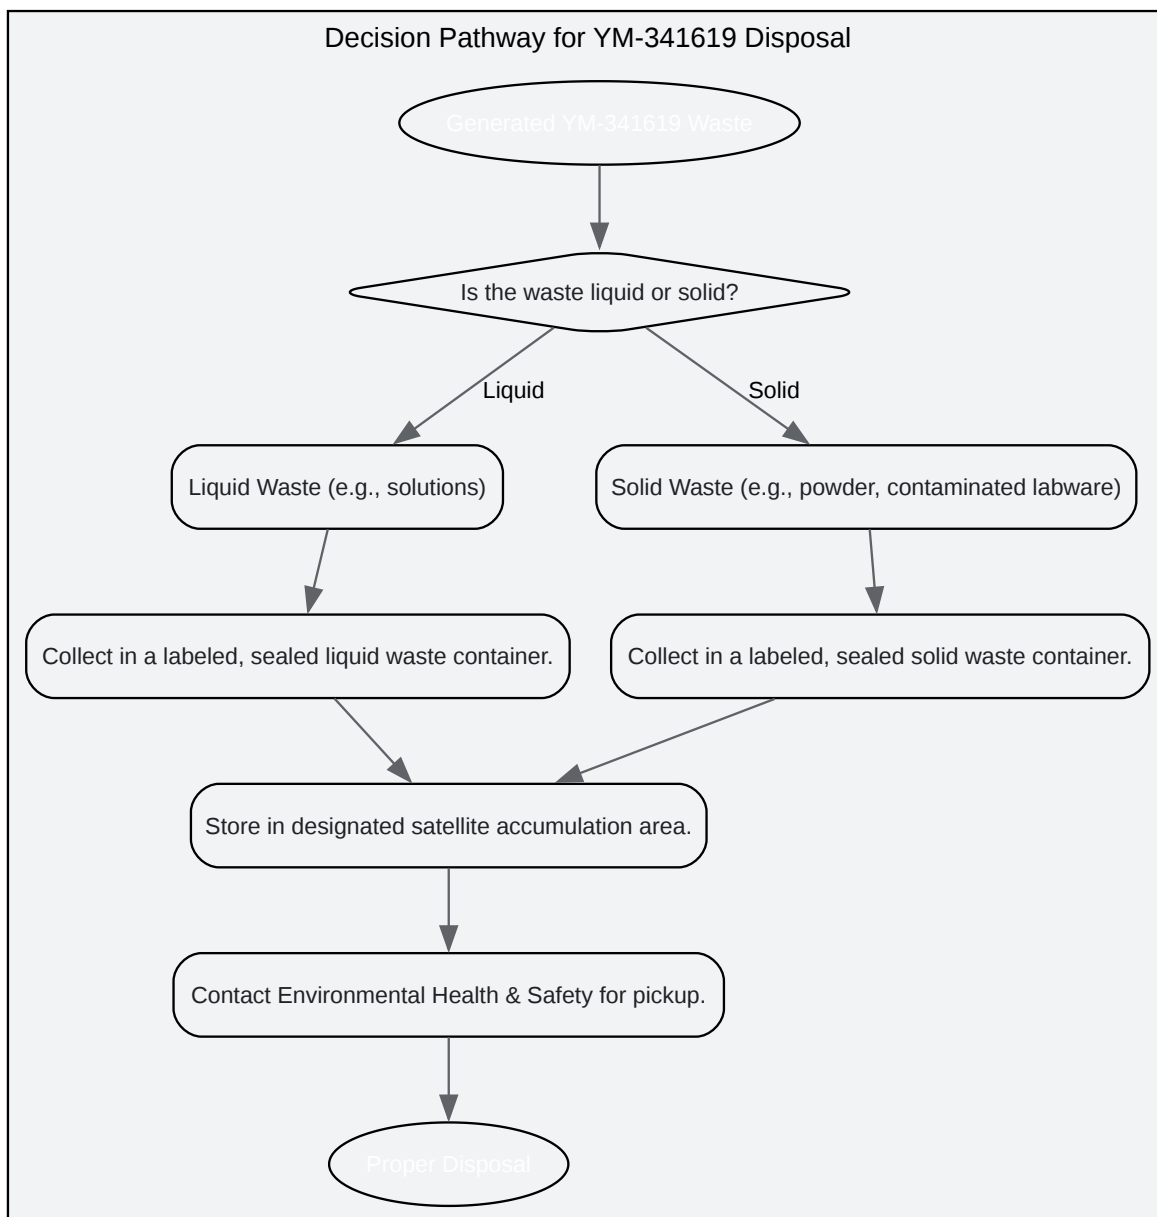 Decision Pathway for YM-341619 Disposal
Generated YM-341619 Waste
Is the waste liquid or solid?
Liquid
Solid
Liquid Waste (e.g., solutions)
Solid Waste (e.g., powder, contaminated labware)
Collect in a labeled, sealed liquid waste container.
Collect in a labeled, sealed solid waste container.
Store in designated satellite accumulation area.
Contact Environmental Health & Safety for pickup.
Proper Disposal